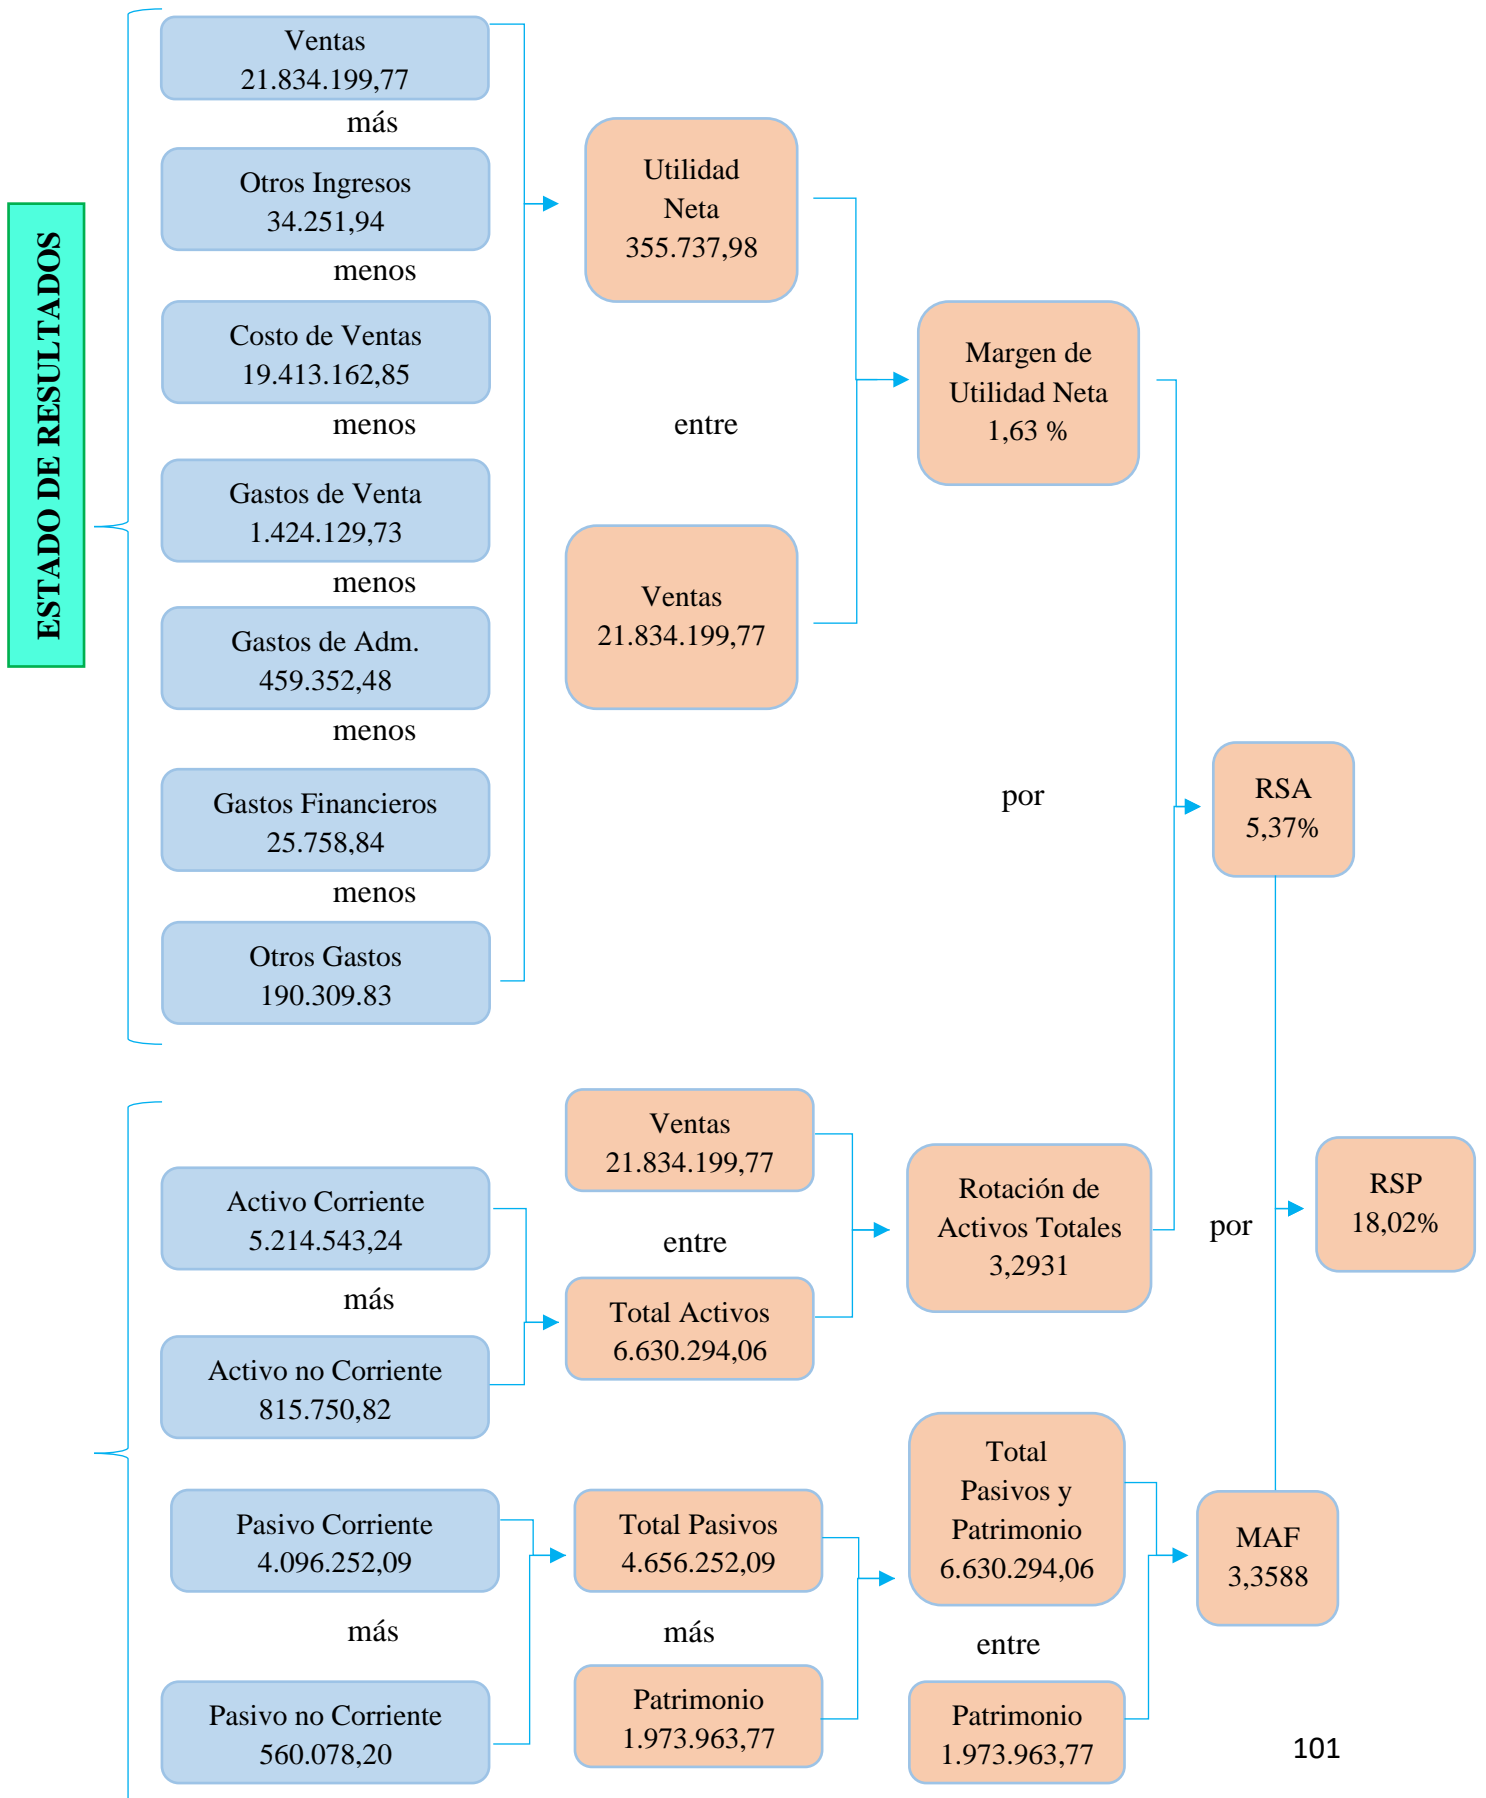 ESTADO DE RESULTADOS
Ventas
21.834.199,77
más
Otros Ingresos
34.251,94
menos
Costo de Ventas
19.413.162,85
menos
Gastos de Venta
1.424.129,73
menos
Gastos de Adm.
459.352,48
menos
Gastos Financieros
25.758,84
menos
Otros Gastos
190.309.83
Utilidad
Neta
355.737,98
entre
Ventas
21.834.199,77
Margen de
Utilidad Neta
1,63 %
por
RSA
5,37%
Activo Corriente
5.214.543,24
más
Activo no Corriente
815.750,82
Ventas
21.834.199,77
entre
Total Activos
6.630.294,06
Rotación de
Activos Totales
3,2931
por
RSP
18,02%
Pasivo Corriente
4.096.252,09
más
Pasivo no Corriente
560.078,20
Total Pasivos
4.656.252,09
más
Patrimonio
1.973.963,77
Total
Pasivos y
Patrimonio
6.630.294,06
entre
Patrimonio
1.973.963,77
MAF
3,3588
101